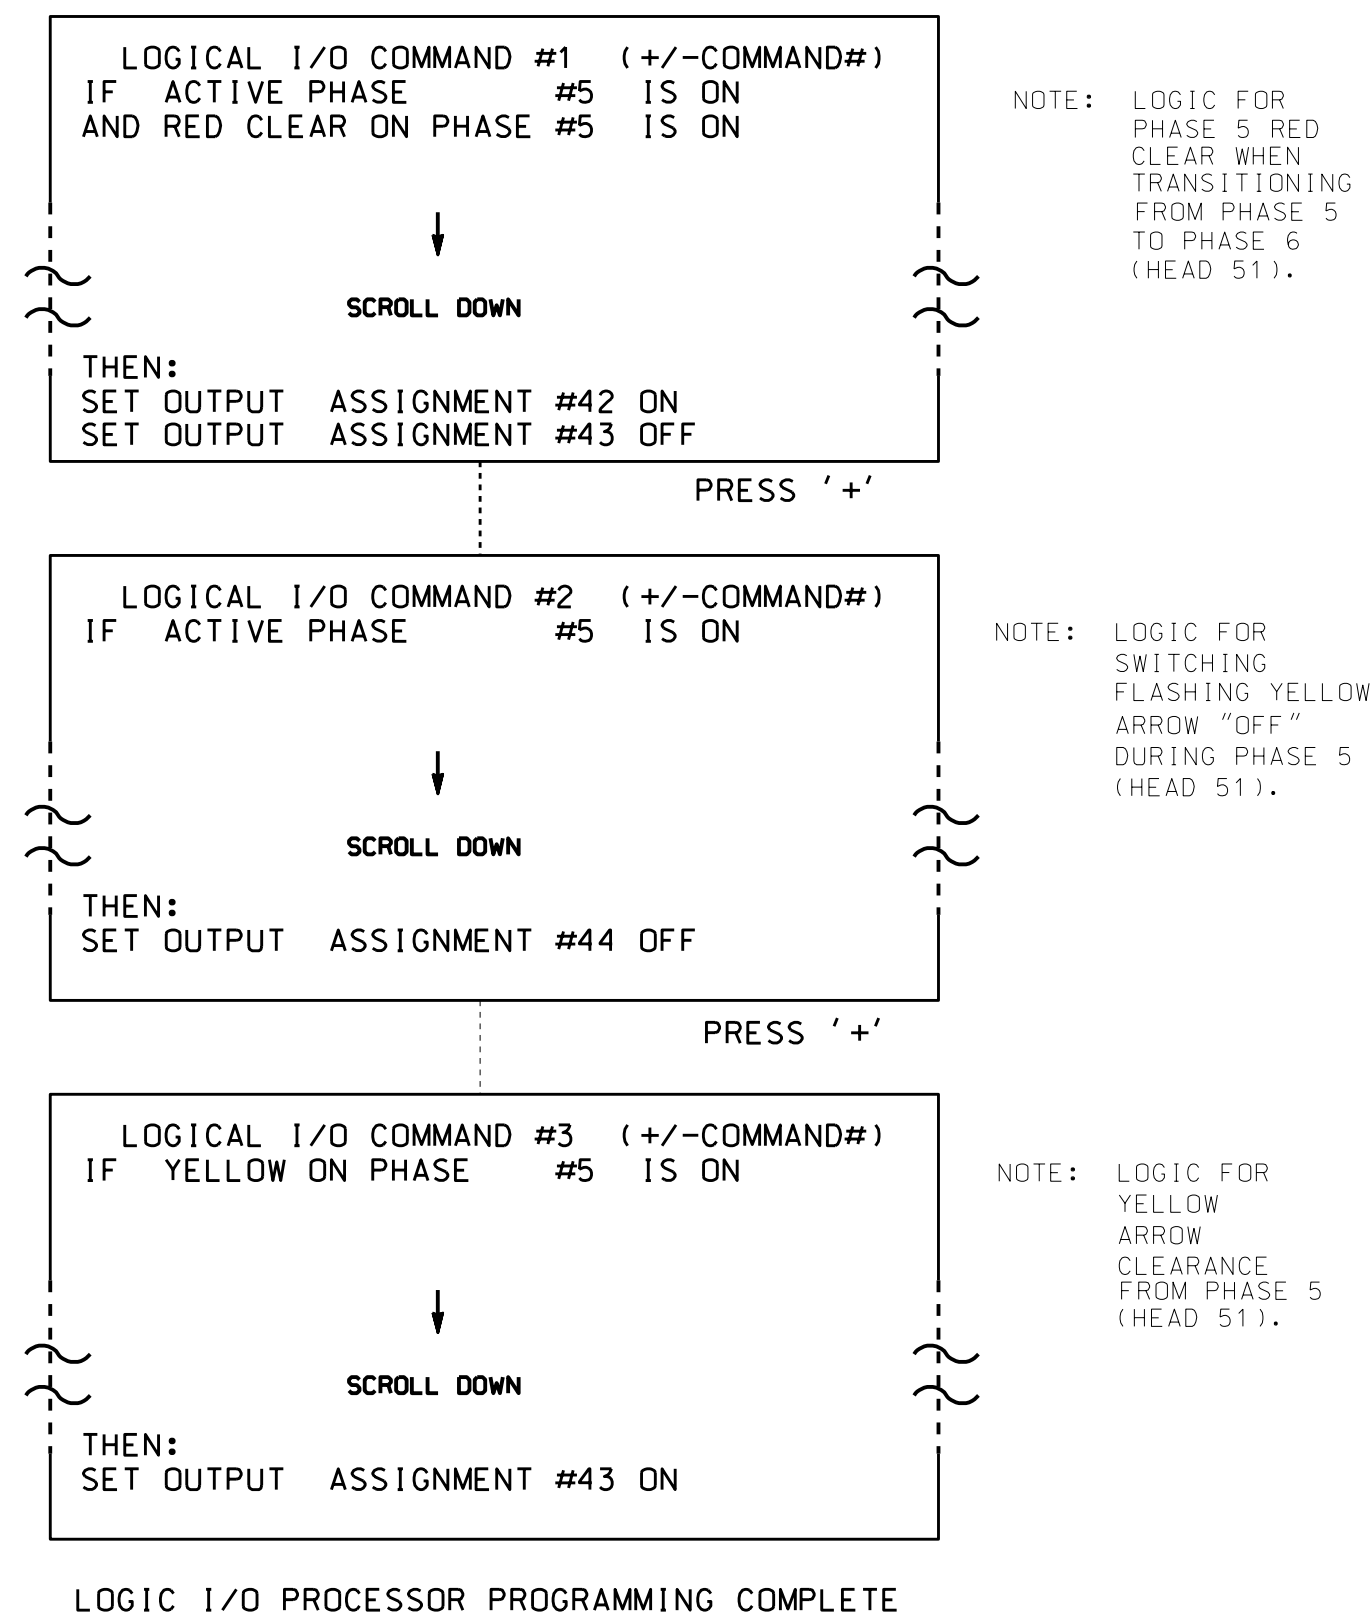 LOGICAL I/O COMMAND #1 (+/-COMMAND#)
IF ACTIVE PHASE #5 IS ON
AND RED CLEAR ON PHASE #5 IS ON
SCROLL DOWN
THEN:
SET OUTPUT ASSIGNMENT #42 ON
SET OUTPUT ASSIGNMENT #43 OFF
NOTE: LOGIC FOR
PHASE 5 RED
CLEAR WHEN
TRANSITIONING
FROM PHASE 5
TO PHASE 6
(HEAD 51).
PRESS '+'
LOGICAL I/O COMMAND #2 (+/-COMMAND#)
IF ACTIVE PHASE #5 IS ON
SCROLL DOWN
THEN:
SET OUTPUT ASSIGNMENT #44 OFF
NOTE: LOGIC FOR
SWITCHING
FLASHING YELLOW
ARROW "OFF"
DURING PHASE 5
(HEAD 51).
PRESS '+'
LOGICAL I/O COMMAND #3 (+/-COMMAND#)
IF YELLOW ON PHASE #5 IS ON
SCROLL DOWN
THEN:
SET OUTPUT ASSIGNMENT #43 ON
NOTE: LOGIC FOR
YELLOW
ARROW
CLEARANCE
FROM PHASE 5
(HEAD 51).
LOGIC I/O PROCESSOR PROGRAMMING COMPLETE